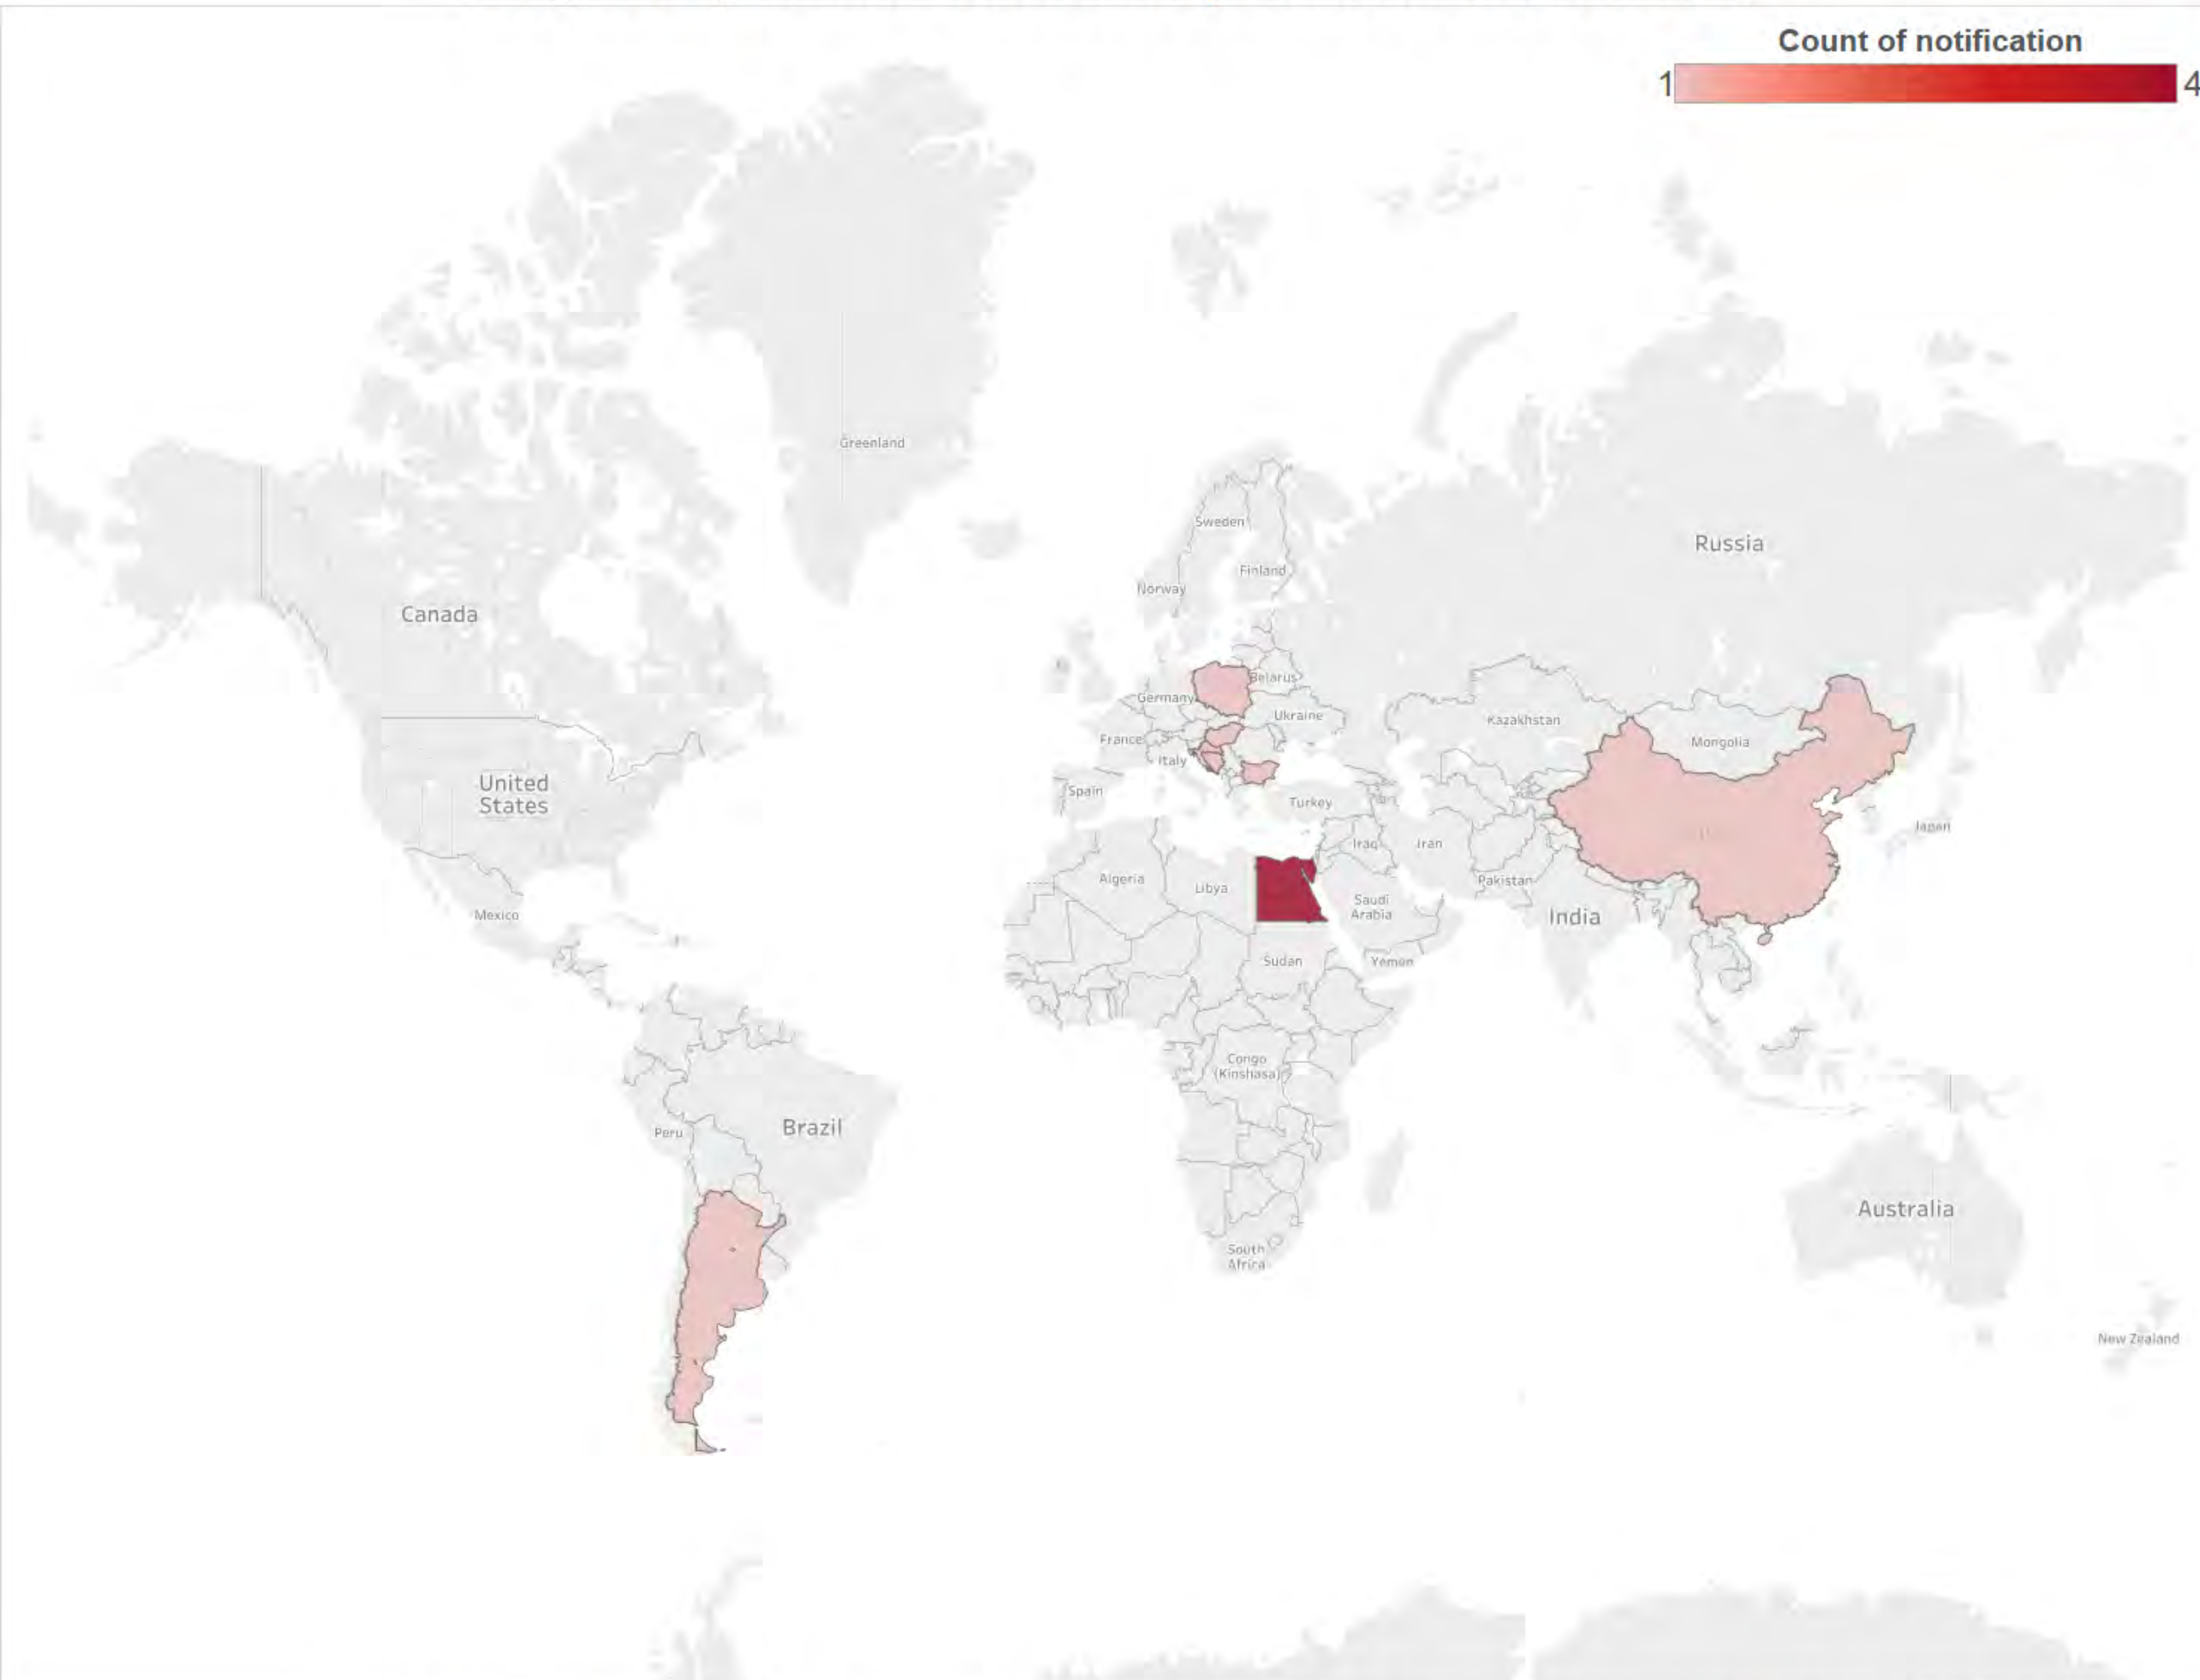 Count of notification
1
4
Greenland
Sweden
Finland
Norway
Russia
Canada
Belarus
Germany
Ukraine
France
Italy
Kazakhstan
Mongolia
United
States
Spain
Turkey
Japan
Iraq
Iran
Algeria
Libya
Pakistan
Saudi
Arabia
India
Mexico
Sudan
Yemen
Congo
(Kinshasa)
Peru
Brazil
Australia
South
Africa
New Zealand